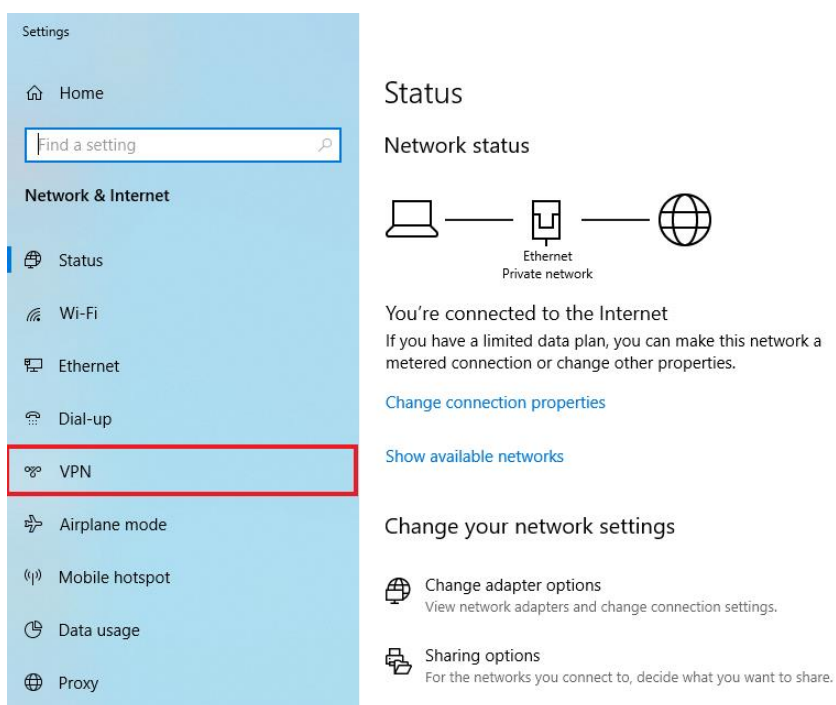 Settings
Home
Find a setting
Network & Internet
Status
Wi-Fi
Ethernet
Dial-up
VPN
Airplane mode
Mobile hotspot
Data usage
Proxy
Status
Network status
Ethernet
Private network
You're connected to the Internet
If you have a limited data plan, you can make this network a
metered connection or change other properties.
Change connection properties
Show available networks
Change your network settings
Change adapter options
View network adapters and change connection settings.
Sharing options
For the networks you connect to, decide what you want to share.